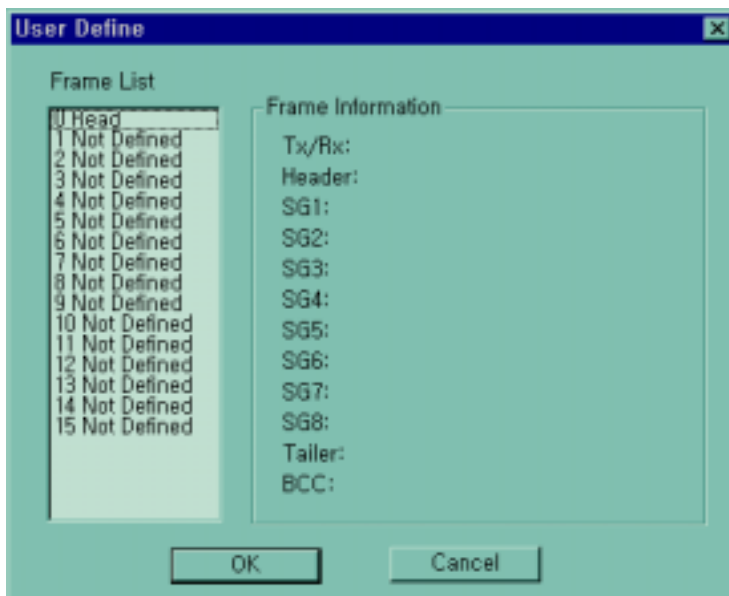 User Define
Frame List
0 Head
1 Not Defined
2 Not Defined
3 Not Defined
4 Not Defined
5 Not Defined
6 Not Defined
7 Not Defined
8 Not Defined
9 Not Defined
10 Not Defined
11 Not Defined
12 Not Defined
13 Not Defined
14 Not Defined
15 Not Defined
Frame Information
Tx/Rx:
Header:
SG1:
SG2:
SG3:
SG4:
SG5:
SG6:
SG7:
SG8:
Tailer:
BCC:
OK
Cancel